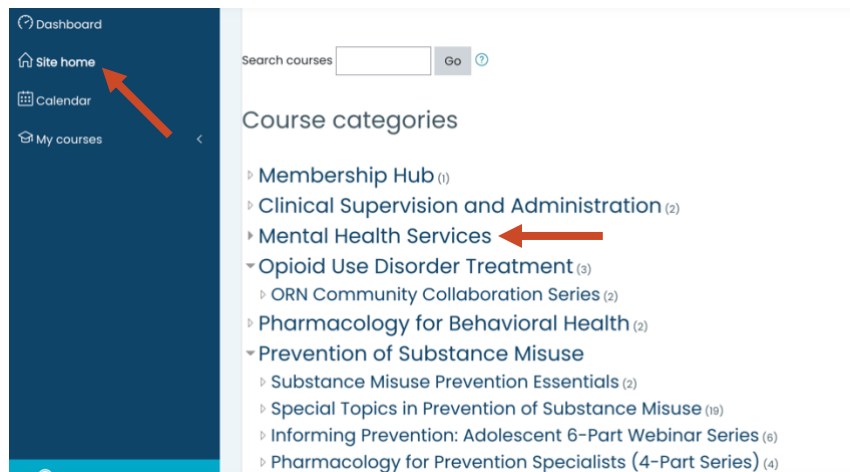 Dashboard
Site home
Calendar
My courses
Search courses Go
Course categories
Membership Hub (1)
Clinical Supervision and Administration (2)
Mental Health Services
Opioid Use Disorder Treatment (3)
ORN Community Collaboration Series (2)
Pharmacology for Behavioral Health (2)
Prevention of Substance Misuse
Substance Misuse Prevention Essentials (2)
Special Topics in Prevention of Substance Misuse (19)
Informing Prevention: Adolescent 6-Part Webinar Series (6)
Pharmacology for Prevention Specialists (4-Part Series) (4)